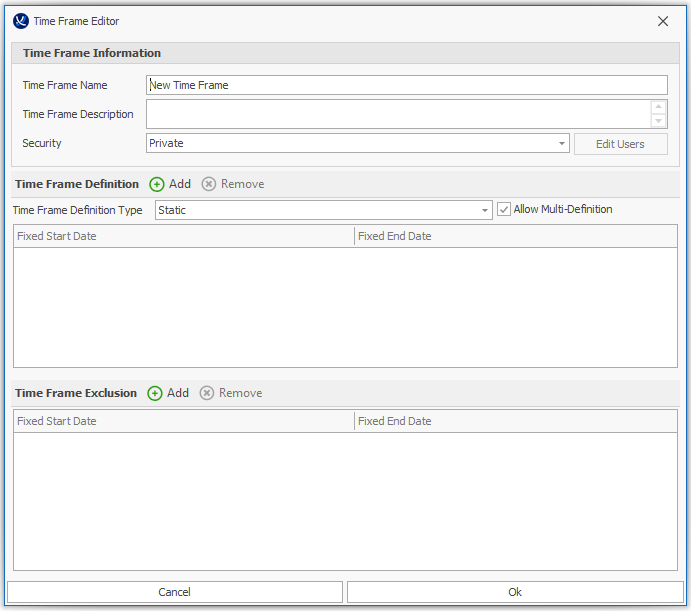 Time Frame Editor
Time Frame Information
Time Frame Name New Time Frame
Time Frame Description
Security Private Edit Users
Time Frame Definition Add Remove
Time Frame Definition Type Static Allow Multi-Definition
Fixed Start Date Fixed End Date
Time Frame Exclusion Add Remove
Fixed Start Date Fixed End Date
Cancel Ok